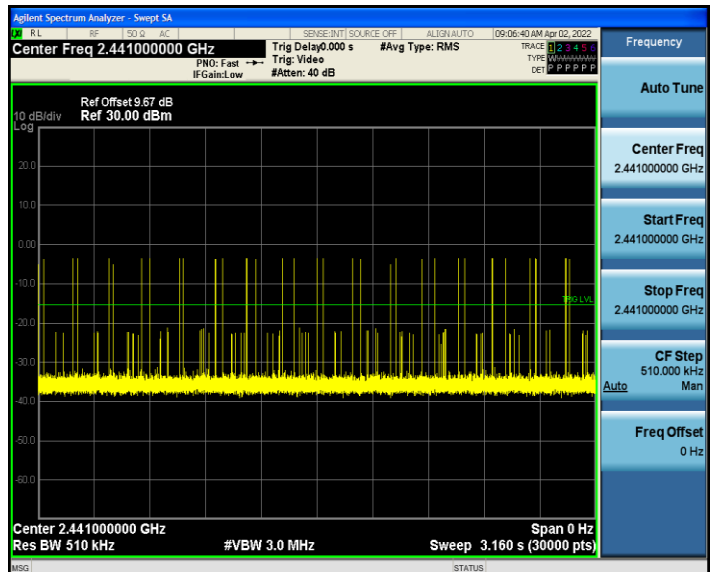 Agilent Spectrum Analyzer - Swept SA
RL RF 50 Ω AC SENSE:INT SOURCE OFF ALIGN AUTO 09:06:40 AM Apr 02, 2022
Center Freq 2.441000000 GHz
PNO: Fast
IFGain:Low
Trig Delay0.000 s
Trig: Video
#Atten: 40 dB
#Avg Type: RMS
TRACE 1 2 3 4 5 6
TYPE
DET P P P P P P
Ref Offset 9.67 dB
10 dB/div Ref 30.00 dBm
Log
20.0
10.0
0.00
-10.0
TRIG LVL
-20.0
-30.0
-40.0
-50.0
-60.0
Center 2.441000000 GHz Span 0 Hz
Res BW 510 kHz #VBW 3.0 MHz Sweep 3.160 s (30000 pts)
MSG STATUS
Frequency
Auto Tune
Center Freq
2.441000000 GHz
Start Freq
2.441000000 GHz
Stop Freq
2.441000000 GHz
CF Step
510.000 kHz
Auto Man
Freq Offset
0 Hz